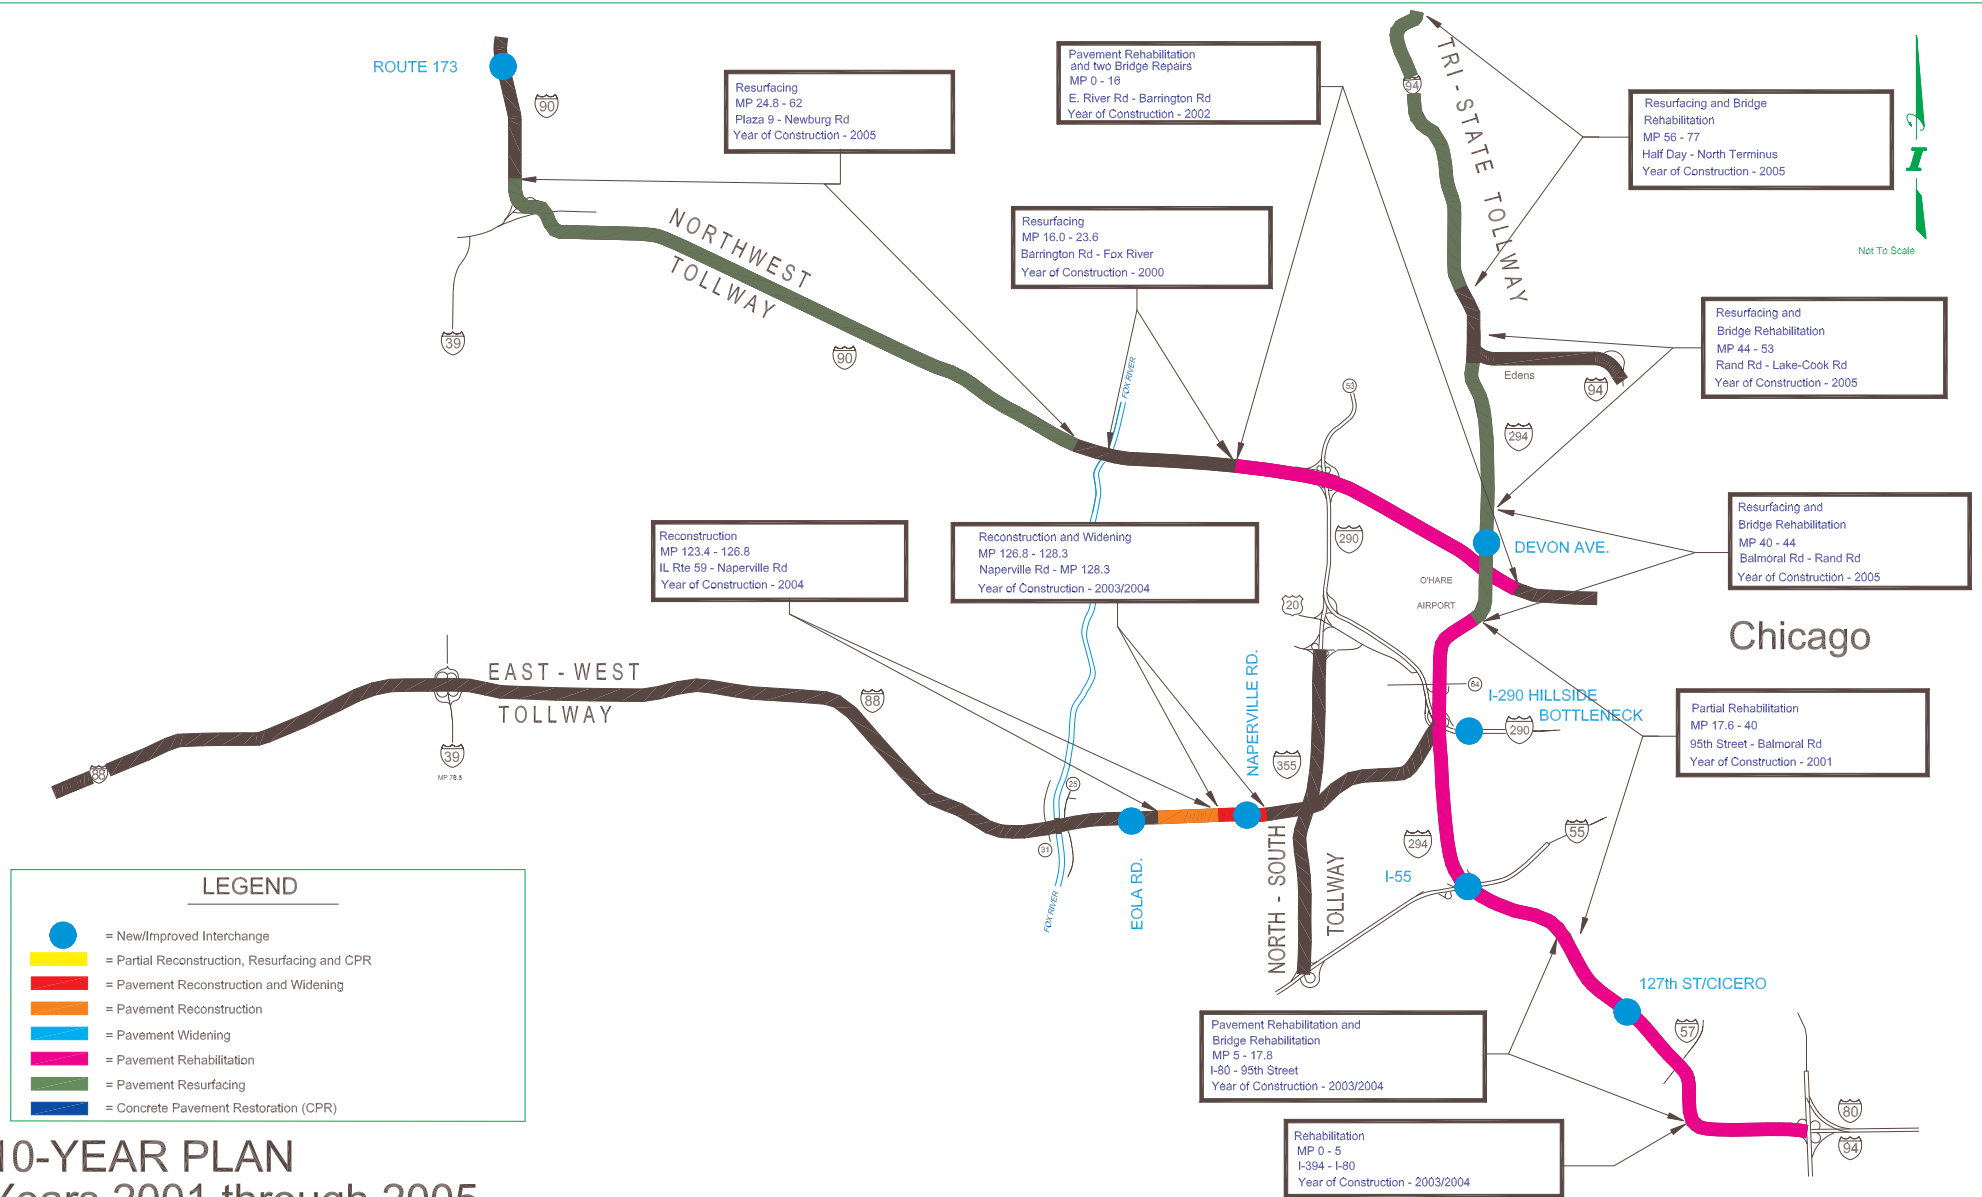 ROUTE 173
90
Resurfacing
MP 24.8 - 62
Plaza 9 - Newburg Rd
Year of Construction - 2005
Pavement Rehabilitation
and two Bridge Repairs
MP 0 - 16
E. River Rd - Barrington Rd
Year of Construction - 2002
94
TRI - STATE TOLLWAY
Resurfacing and Bridge
Rehabilitation
MP 56 - 77
Half Day - North Terminus
Year of Construction - 2005
Not To Scale
NORTHWEST
TOLLWAY
39
90
Resurfacing
MP 16.0 - 23.6
Barrington Rd - Fox River
Year of Construction - 2000
FOX RIVER
53
Edens
94
294
Resurfacing and
Bridge Rehabilitation
MP 44 - 53
Rand Rd - Lake-Cook Rd
Year of Construction - 2005
Reconstruction
MP 123.4 - 126.8
IL Rte 59 - Naperville Rd
Year of Construction - 2004
Reconstruction and Widening
MP 126.8 - 128.3
Naperville Rd - MP 128.3
Year of Construction - 2003/2004
290
DEVON AVE.
O'HARE
AIRPORT
20
Resurfacing and
Bridge Rehabilitation
MP 40 - 44
Balmoral Rd - Rand Rd
Year of Construction - 2005
Chicago
EAST - WEST
TOLLWAY
88
39
MP 78.5
88
NAPERVILLE RD.
355
64
I-290 HILLSIDE
BOTTLENECK
290
Partial Rehabilitation
MP 17.6 - 40
95th Street - Balmoral Rd
Year of Construction - 2001
25
31
FOX RIVER
EOLA RD.
NORTH - SOUTH
TOLLWAY
294
55
I-55
127th ST/CICERO
57
Pavement Rehabilitation and
Bridge Rehabilitation
MP 5 - 17.8
I-80 - 95th Street
Year of Construction - 2003/2004
80
94
Rehabilitation
MP 0 - 5
I-394 - I-80
Year of Construction - 2003/2004
LEGEND
= New/Improved Interchange
= Partial Reconstruction, Resurfacing and CPR
= Pavement Reconstruction and Widening
= Pavement Reconstruction
= Pavement Widening
= Pavement Rehabilitation
= Pavement Resurfacing
= Concrete Pavement Restoration (CPR)
10-YEAR PLAN
Years 2001 through 2005